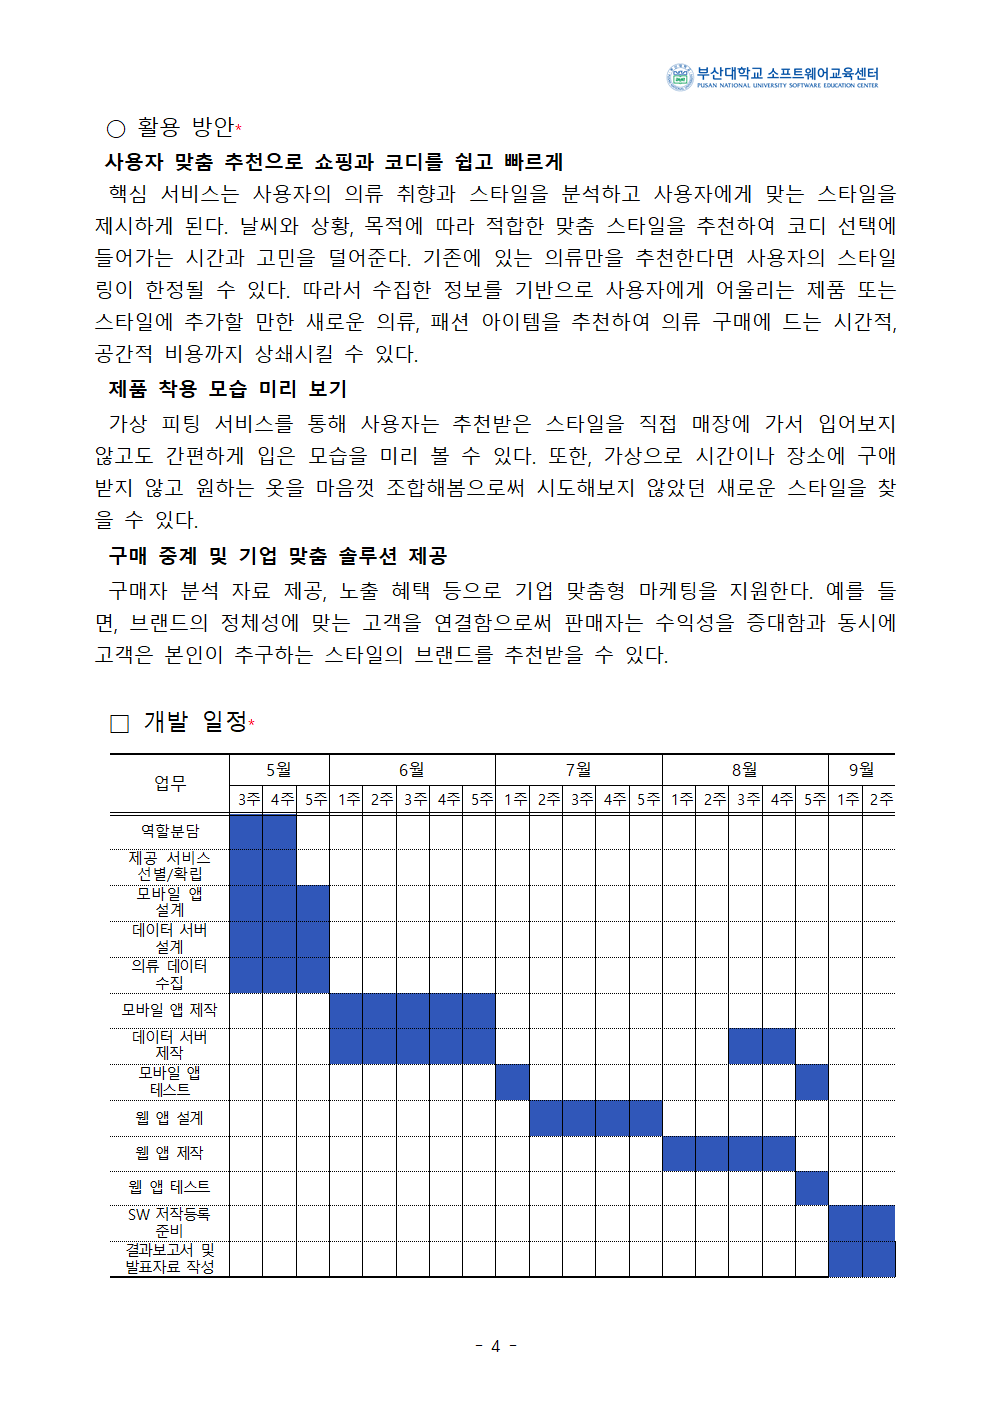 부산대학교 소프트웨어교육센터
PUSAN NATIONAL UNIVERSITY SOFTWARE EDUCATION CENTER
○ 활용 방안*
사용자 맞춤 추천으로 쇼핑과 코디를 쉽고 빠르게
핵심 서비스는 사용자의 의류 취향과 스타일을 분석하고 사용자에게 맞는 스타일을
제시하게 된다. 날씨와 상황, 목적에 따라 적합한 맞춤 스타일을 추천하여 코디 선택에
들어가는 시간과 고민을 덜어준다. 기존에 있는 의류만을 추천한다면 사용자의 스타일
링이 한정될 수 있다. 따라서 수집한 정보를 기반으로 사용자에게 어울리는 제품 또는
스타일에 추가할 만한 새로운 의류, 패션 아이템을 추천하여 의류 구매에 드는 시간적,
공간적 비용까지 상쇄시킬 수 있다.
제품 착용 모습 미리 보기
가상 피팅 서비스를 통해 사용자는 추천받은 스타일을 직접 매장에 가서 입어보지
않고도 간편하게 입은 모습을 미리 볼 수 있다. 또한, 가상으로 시간이나 장소에 구애
받지 않고 원하는 옷을 마음껏 조합해봄으로써 시도해보지 않았던 새로운 스타일을 찾
을 수 있다.
구매 중계 및 기업 맞춤 솔루션 제공
구매자 분석 자료 제공, 노출 혜택 등으로 기업 맞춤형 마케팅을 지원한다. 예를 들
면, 브랜드의 정체성에 맞는 고객을 연결함으로써 판매자는 수익성을 증대함과 동시에
고객은 본인이 추구하는 스타일의 브랜드를 추천받을 수 있다.
□ 개발 일정*
업무 5월 6월 7월 8월 9월
3주 4주 5주 1주 2주 3주 4주 5주 1주 2주 3주 4주 5주 1주 2주 3주 4주 5주 1주 2주
역할분담
제공 서비스
선별/확립
모바일 앱
설계
데이터 서버
설계
의류 데이터
수집
모바일 앱 제작
데이터 서버
제작
모바일 앱
테스트
웹 앱 설계
웹 앱 제작
웹 앱 테스트
SW 저작등록
준비
결과보고서 및
발표자료 작성
- 4 -